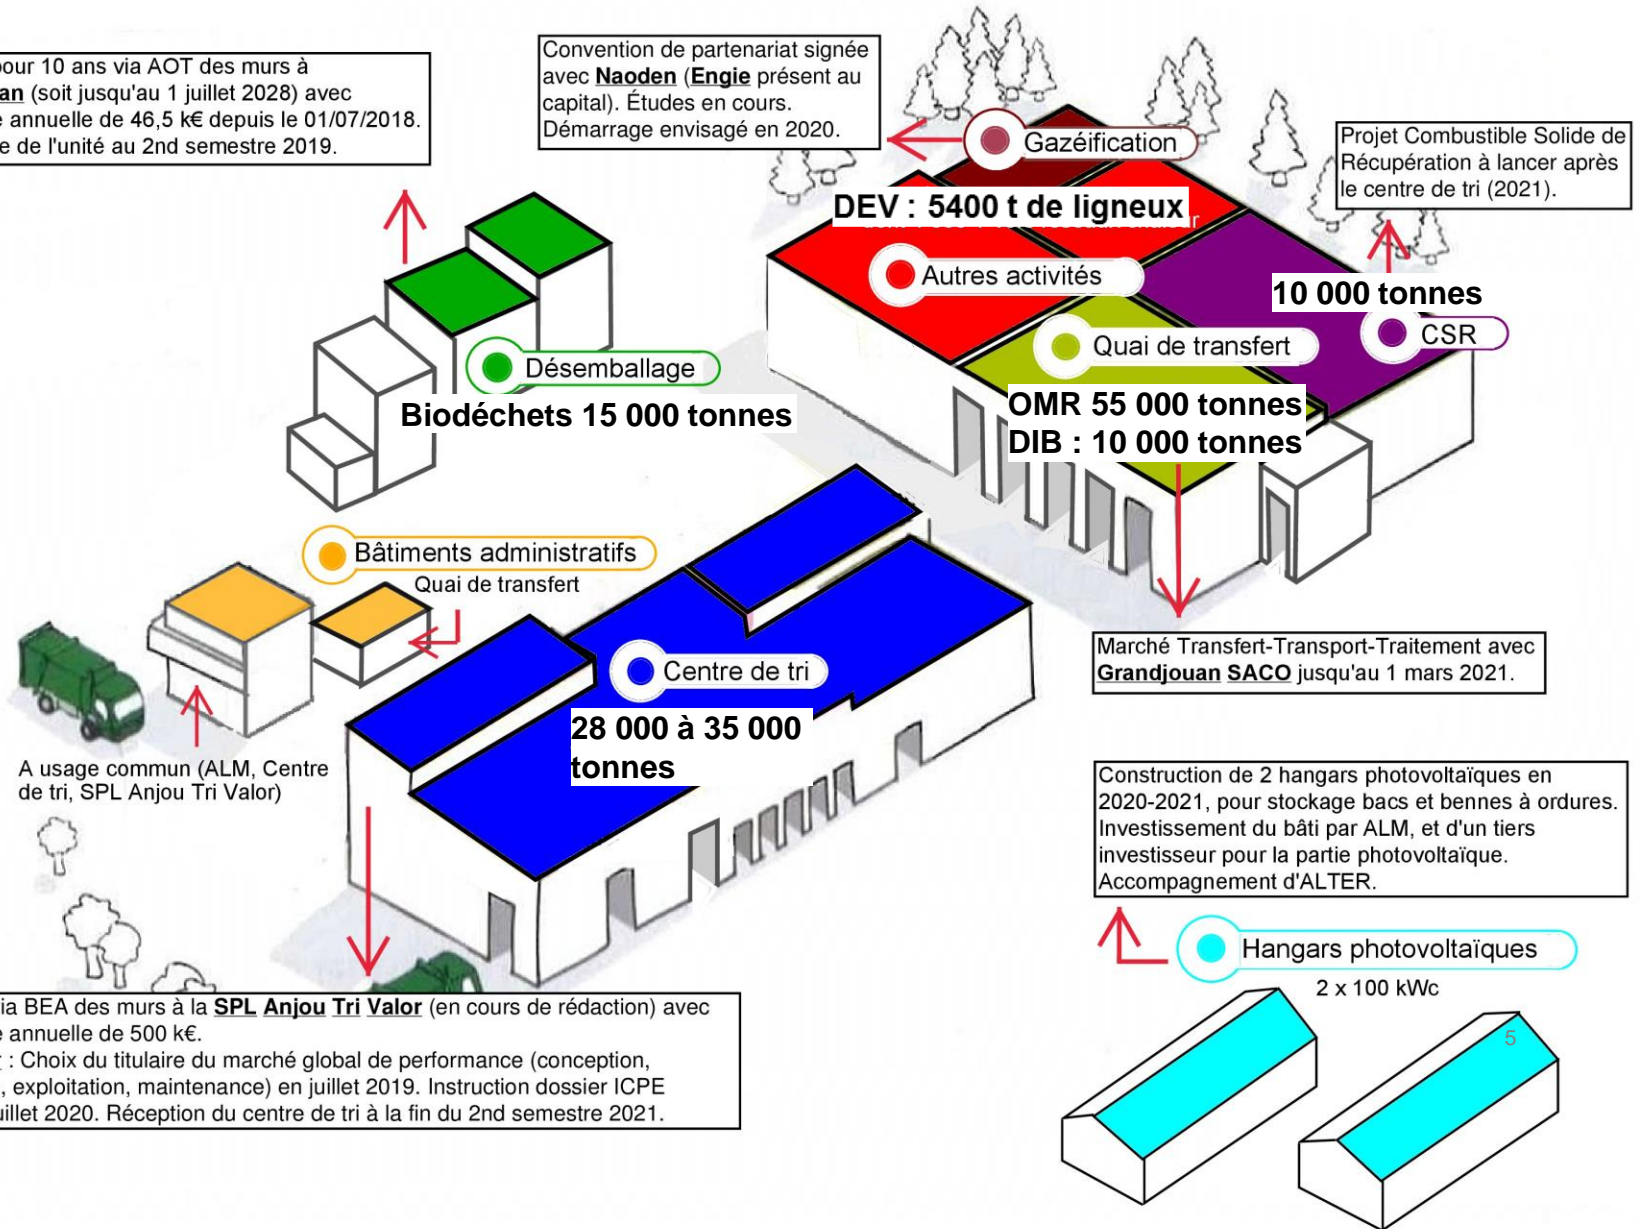 pour 10 ans via AOT des murs à
an (soit jusqu'au 1 juillet 2028) avec
e annuelle de 46,5 k€ depuis le 01/07/2018.
e de l'unité au 2nd semestre 2019.
Convention de partenariat signée
avec Naoden (Engie présent au
capital). Études en cours.
Démarrage envisagé en 2020.
Gazéification
Projet Combustible Solide de
Récupération à lancer après
le centre de tri (2021).
DEV : 5400 t de ligneux
Autres activités
10 000 tonnes
CSR
Quai de transfert
OMR 55 000 tonnes
DIB : 10 000 tonnes
Désemballage
Biodéchets 15 000 tonnes
Bâtiments administratifs
Quai de transfert
Centre de tri
28 000 à 35 000
tonnes
Marché Transfert-Transport-Traitement avec
Grandjouan SACO jusqu'au 1 mars 2021.
A usage commun (ALM, Centre
de tri, SPL Anjou Tri Valor)
Construction de 2 hangars photovoltaïques en
2020-2021, pour stockage bacs et bennes à ordures.
Investissement du bâti par ALM, et d'un tiers
investisseur pour la partie photovoltaïque.
Accompagnement d'ALTER.
Hangars photovoltaïques
2 x 100 kWc
5
ia BEA des murs à la SPL Anjou Tri Valor (en cours de rédaction) avec
e annuelle de 500 k€.
: Choix du titulaire du marché global de performance (conception,
, exploitation, maintenance) en juillet 2019. Instruction dossier ICPE
uillet 2020. Réception du centre de tri à la fin du 2nd semestre 2021.